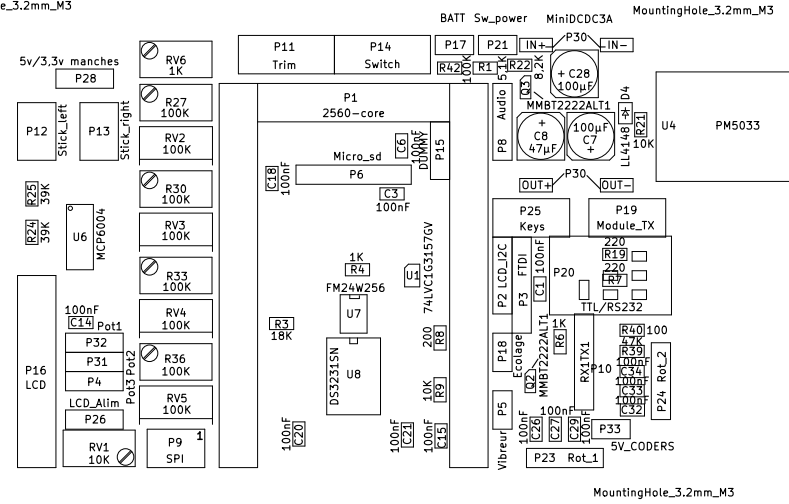 e_3.2mm_M3
BATT Sw_power
MiniDCDC3A
MountingHole_3.2mm_M3
5v/3,3v manches
P28
RV6
1K
P11
Trim
P14
Switch
P17
P21
IN+
P30
IN-
R42
100K
R1
5,1K
R22
8,2K
Q3
C28
100µF
MMBT2222ALT1
D4
LL4148
R21
10K
U4
PM5033
P12
Stick_left
P13
Stick_right
R27
100K
RV2
100K
P1
2560-core
C6
100nF
DUMMY
P15
Audio
P8
C8
47µF
100µF
C7
Micro_sd
P6
C18
100nF
C3
100nF
OUT+
P30
OUT-
R25
39K
R24
39K
U6
MCP6004
R30
100K
RV3
100K
P25
Keys
P19
Module_TX
R33
100K
RV4
100K
1K
R4
U1
74LVC1G3157GV
FM24W256
U7
LCD_I2C
P2
FTDI
P3
100nF
C1
P20
220
R19
220
R7
TTL/RS232
P16
LCD
100nF
C14
Pot1
P32
P31
P4
Pot2
Pot3
R3
18K
DS3231SN
U8
200
R8
10K
R9
P18
Ecolage
MMBT2222ALT1
Q2
1K
R6
RX1TX1
P10
R40
100
47K
R39
100nF
C34
100nF
C33
100nF
C32
Rot_2
P24
R36
100K
RV5
100K
LCD_Alim
P26
RV1
10K
P9
SPI
1
100nF
C20
100nF
C21
100nF
C15
P5
Vibreur
100nF
100nF
C26
C27
C29
100nF
P33
5V_CODERS
P23 Rot_1
MountingHole_3.2mm_M3